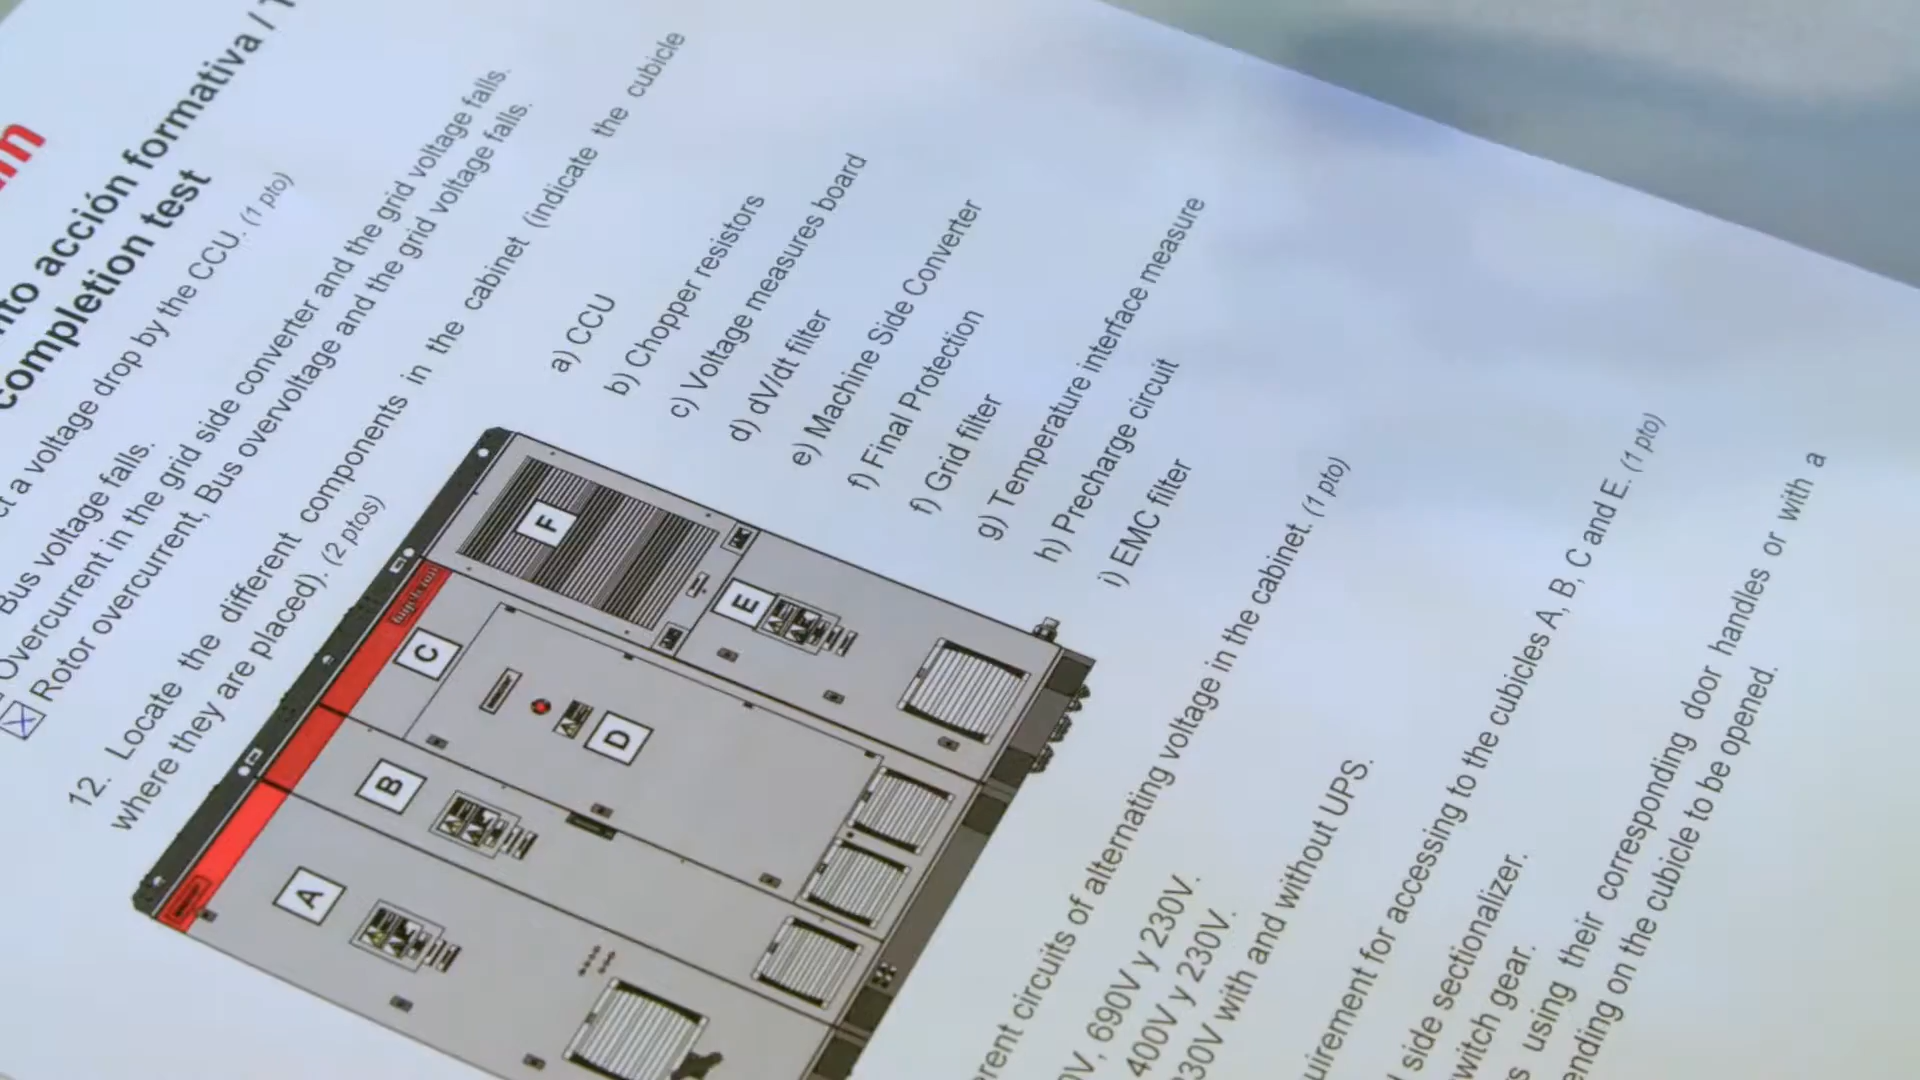 acción formativa /
completion test
a voltage drop by the CCU. (1 pto)
Bus voltage falls.
Overcurrent in the grid side converter and the grid voltage falls.
Rotor overcurrent, Bus overvoltage and the grid voltage falls.
12. Locate the different components in the cabinet (indicate the cubicle
where they are placed). (2 ptos)
a) CCU
b) Chopper resistors
c) Voltage measures board
d) dV/dt filter
e) Machine Side Converter
f) Final Protection
f) Grid filter
g) Temperature interface measure
h) Precharge circuit
i) EMC filter
A
B
C
D
E
F
Ingeteam
circuits of alternating voltage in the cabinet. (1 pto)
690V y 230V.
400V y 230V.
with and without UPS.
for accessing to the cubicles A, B, C and E. (1 pto)
side sectionalizer.
gear.
using their corresponding door handles or with a
on the cubicle to be opened.